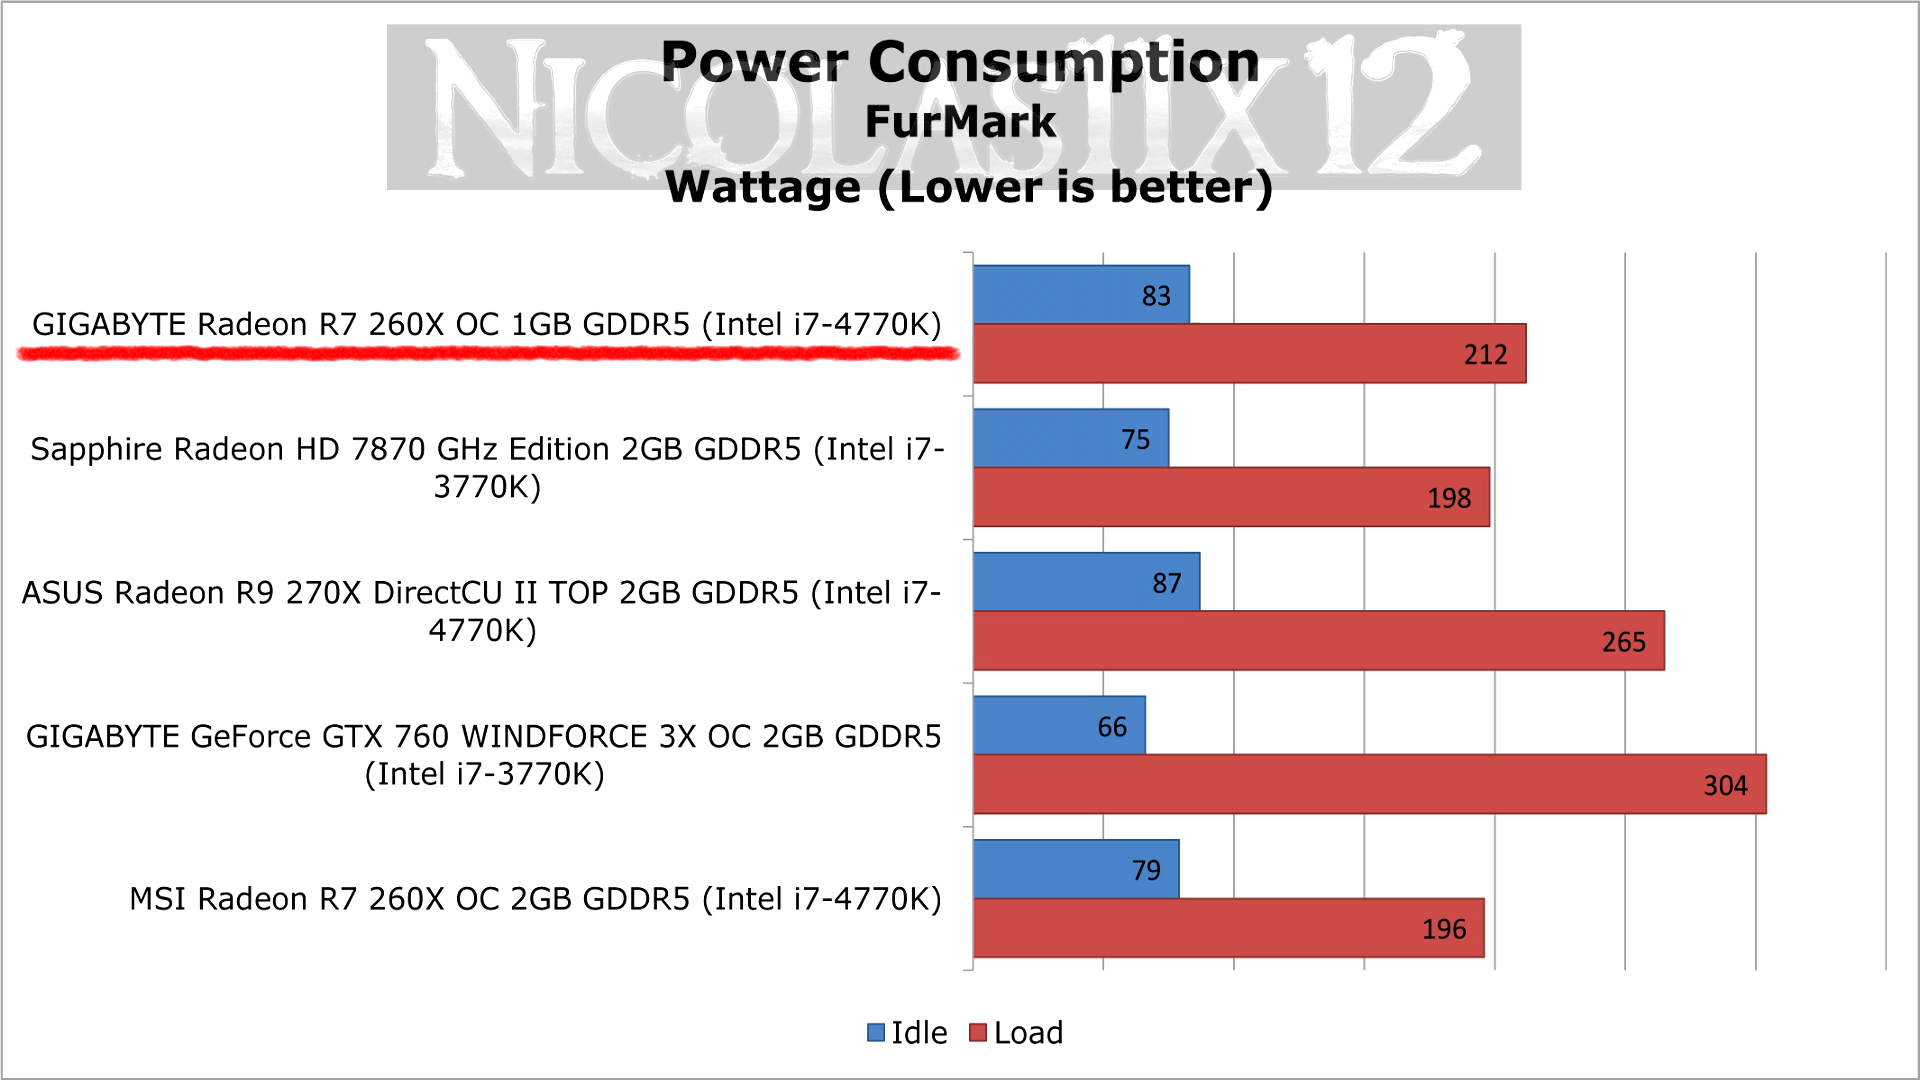 NICOLAS11X12
Power Consumption
FurMark
Wattage (Lower is better)
GIGABYTE Radeon R7 260X OC 1GB GDDR5 (Intel i7-4770K)
83
212
Sapphire Radeon HD 7870 GHz Edition 2GB GDDR5 (Intel i7-
3770K)
75
198
ASUS Radeon R9 270X DirectCU II TOP 2GB GDDR5 (Intel i7-
4770K)
87
265
GIGABYTE GeForce GTX 760 WINDFORCE 3X OC 2GB GDDR5
(Intel i7-3770K)
66
304
MSI Radeon R7 260X OC 2GB GDDR5 (Intel i7-4770K)
79
196
Idle Load